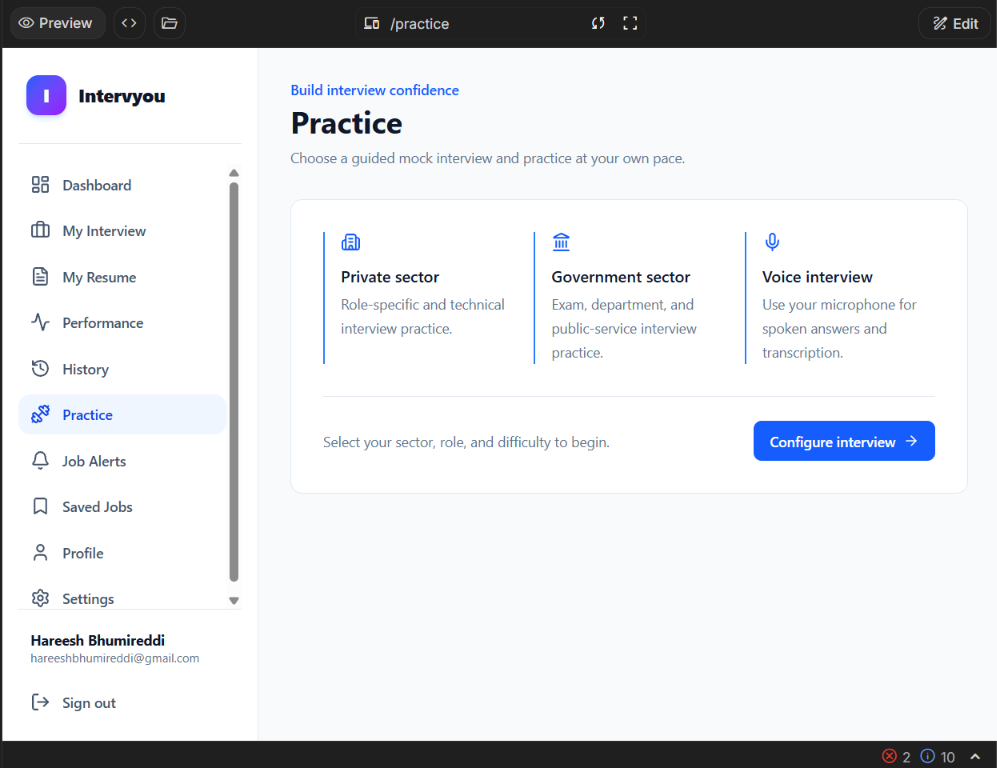 Preview
/practice
Edit
I
Intervyou
Dashboard
My Interview
My Resume
Performance
History
Practice
Job Alerts
Saved Jobs
Profile
Settings
Hareesh Bhumireddi
hareeshbhumireddi@gmail.com
Sign out
Build interview confidence
Practice
Choose a guided mock interview and practice at your own pace.
Private sector
Role-specific and technical
interview practice.
Government sector
Exam, department, and
public-service interview
practice.
Voice interview
Use your microphone for
spoken answers and
transcription.
Select your sector, role, and difficulty to begin.
Configure interview
2
10